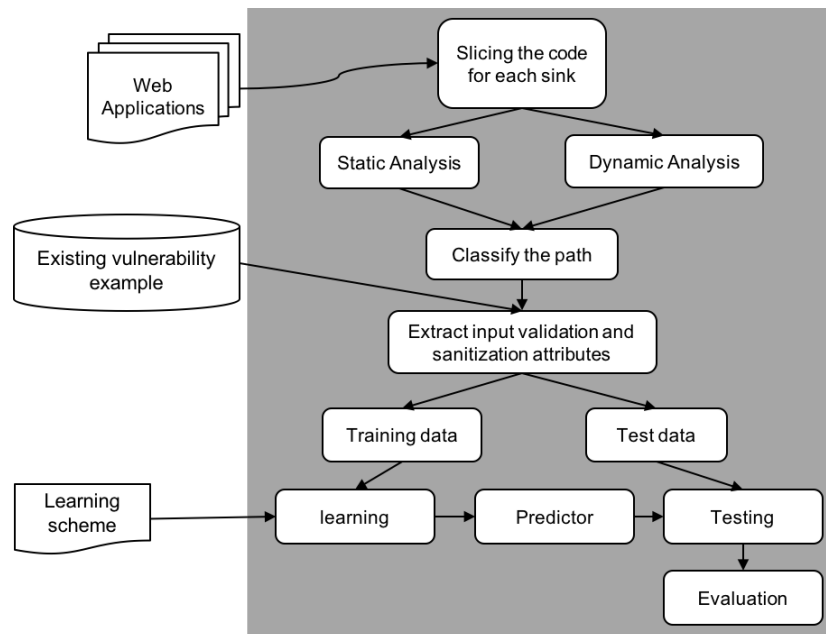 Slicing the code
for each sink
Web
Applications
Static Analysis
Dynamic Analysis
Classify the path
Existing vulnerability
example
Extract input validation and
sanitization attributes
Training data
Test data
Learning
scheme
learning
Predictor
Testing
Evaluation